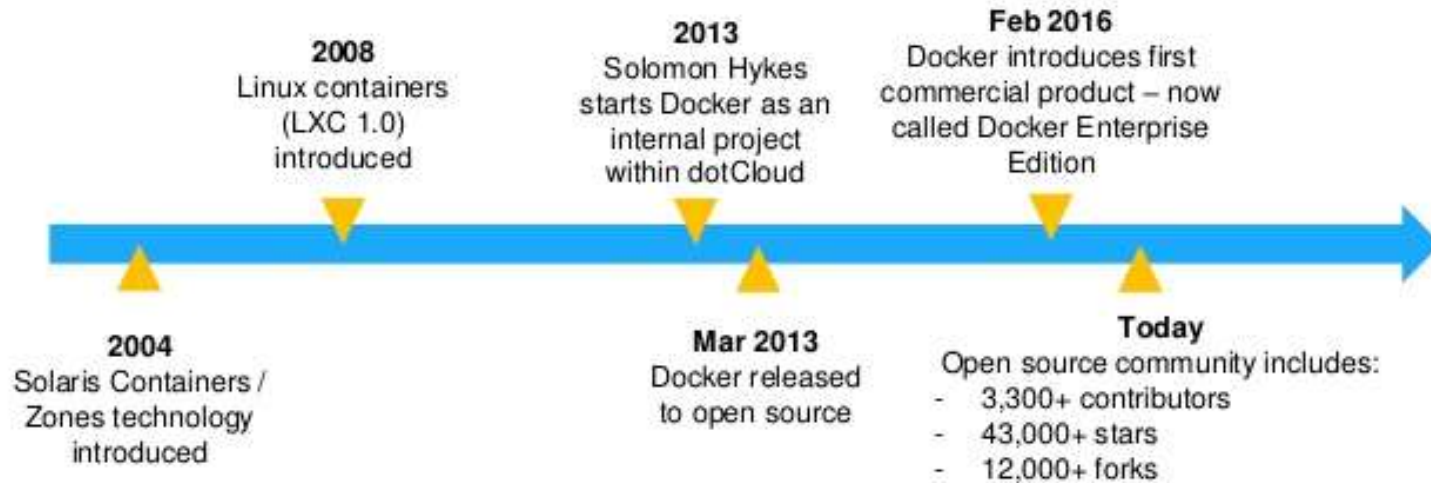 2008
Linux containers
(LXC 1.0)
introduced
2013
Solomon Hykes
starts Docker as an
internal project
within dotCloud
Feb 2016
Docker introduces first
commercial product – now
called Docker Enterprise
Edition
2004
Solaris Containers /
Zones technology
introduced
Mar 2013
Docker released
to open source
Today
Open source community includes:
- 3,300+ contributors
- 43,000+ stars
- 12,000+ forks